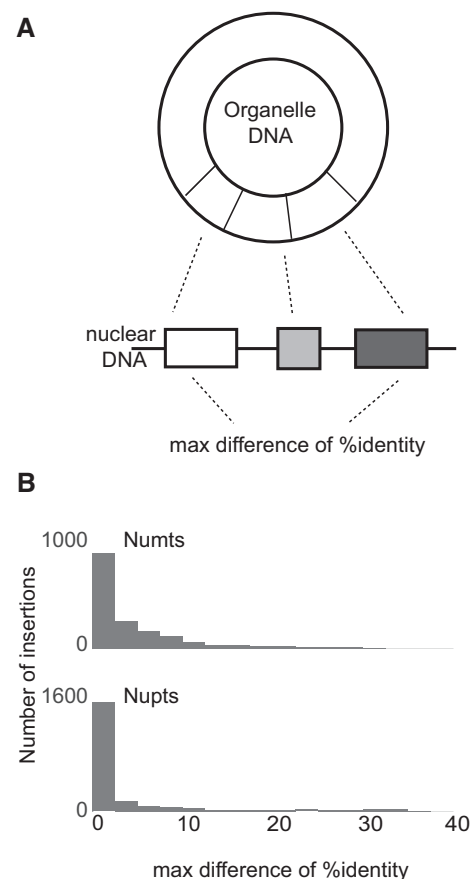 A
Organelle
DNA
nuclear
DNA
max difference of %identity
B
Number of insertions
1000
Numts
0
1600
Nupts
0
0 10 20 30 40
max difference of %identity